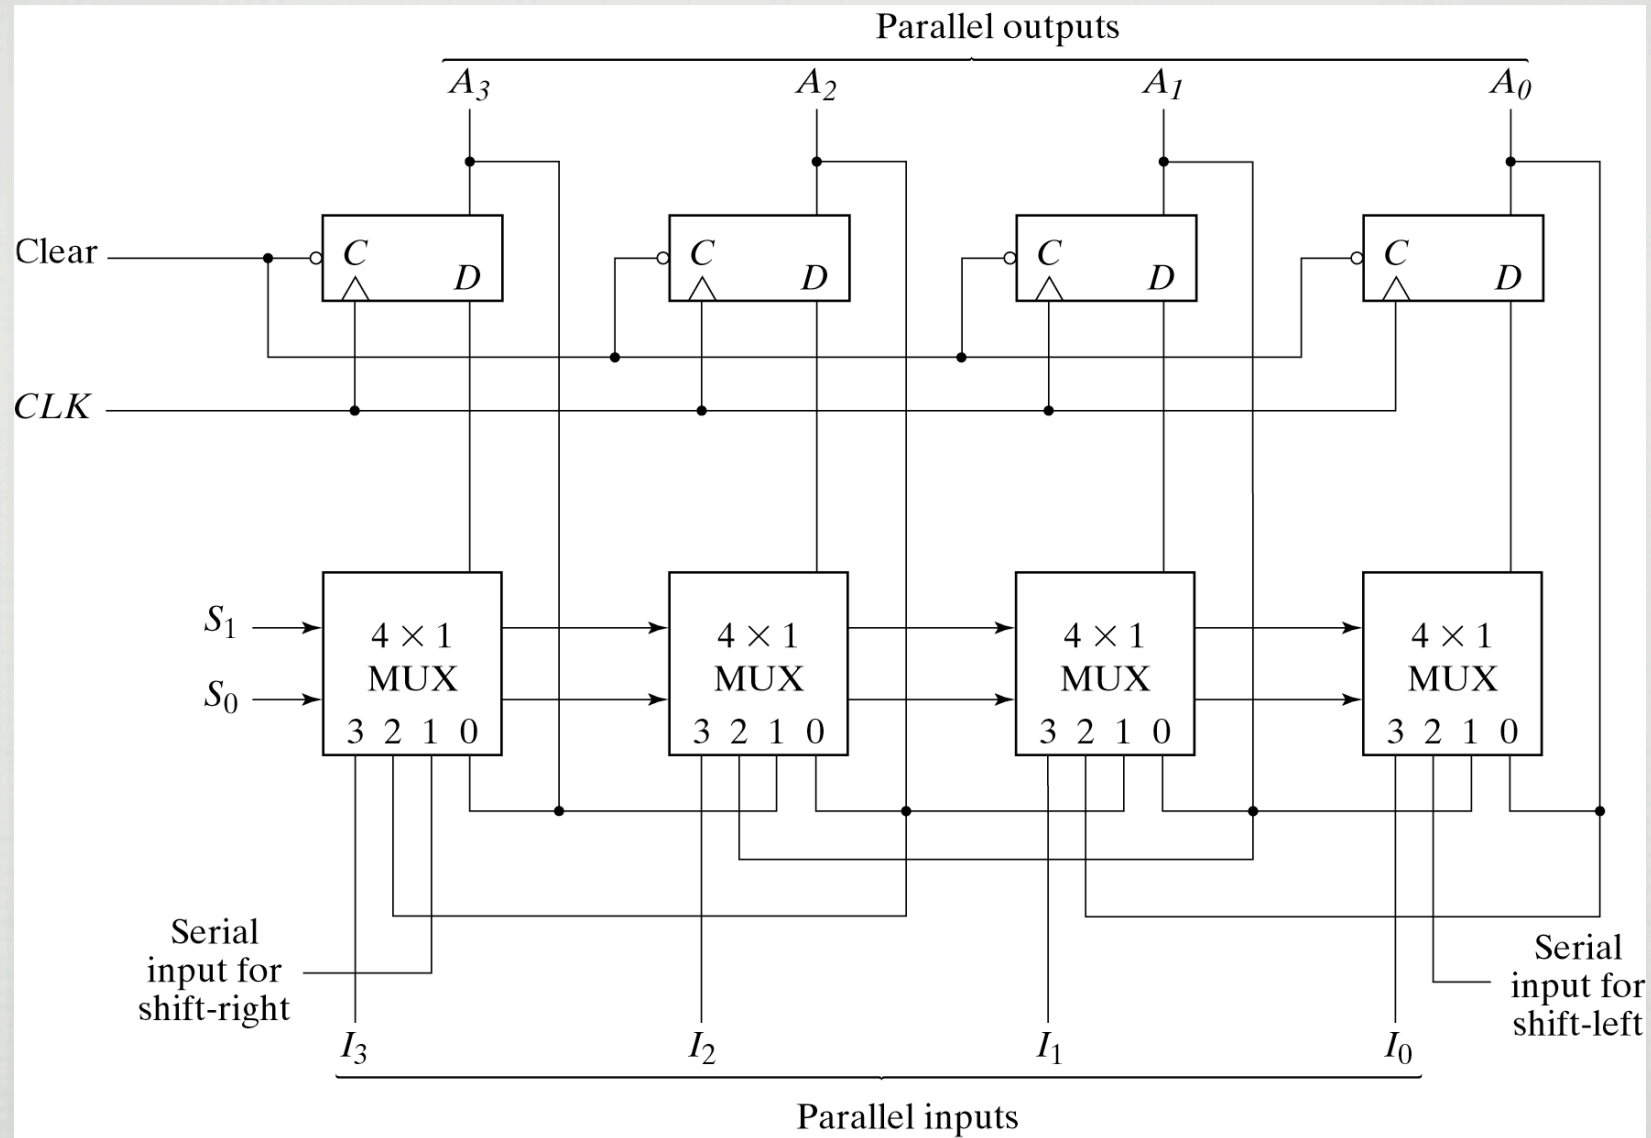 Parallel outputs
A3 A2 A1 A0
Clear C C C C
D D D D
CLK
S1 4 × 1 4 × 1 4 × 1 4 × 1
MUX MUX MUX MUX
S0
3 2 1 0 3 2 1 0 3 2 1 0 3 2 1 0
Serial
input for
shift-right
Serial
input for
shift-left
I3 I2 I1 I0
Parallel inputs